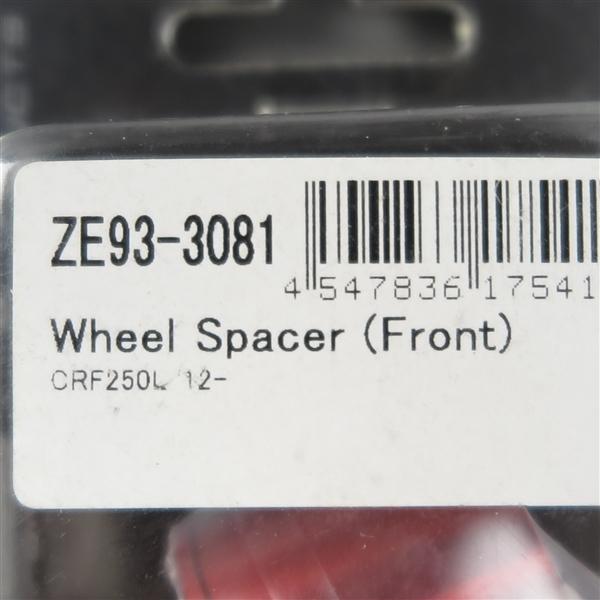 ZE93-3081
4 547836 17541
Wheel Spacer (Front)
CRF250L '12-